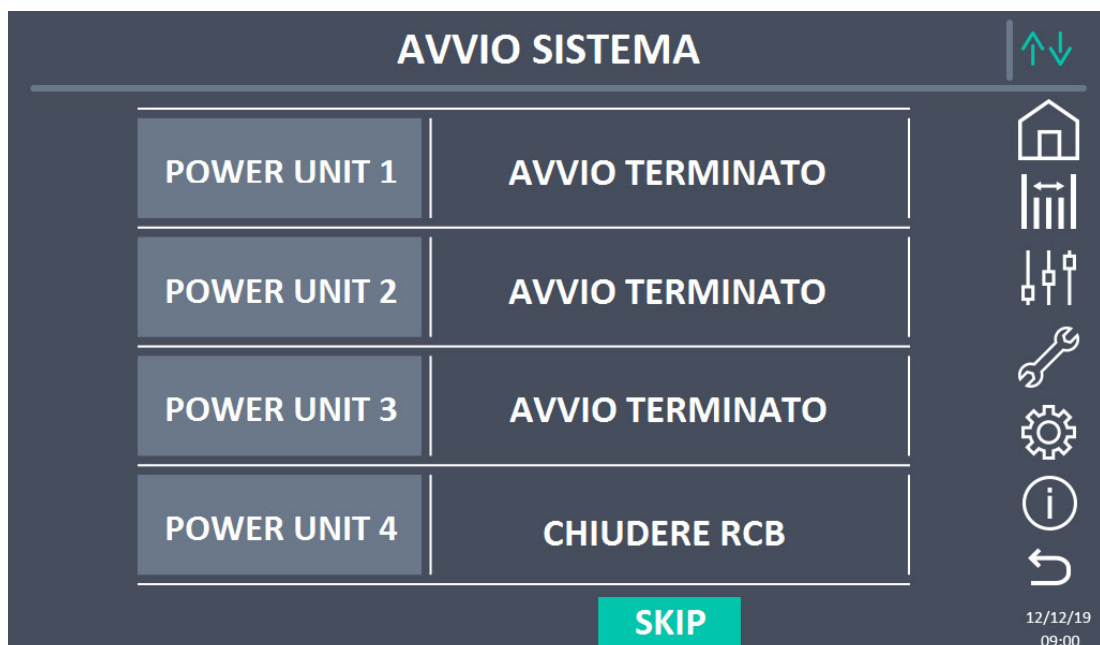 AVVIO SISTEMA
POWER UNIT 1 AVVIO TERMINATO
POWER UNIT 2 AVVIO TERMINATO
POWER UNIT 3 AVVIO TERMINATO
POWER UNIT 4 CHIUDERE RCB
SKIP
12/12/19
09:00